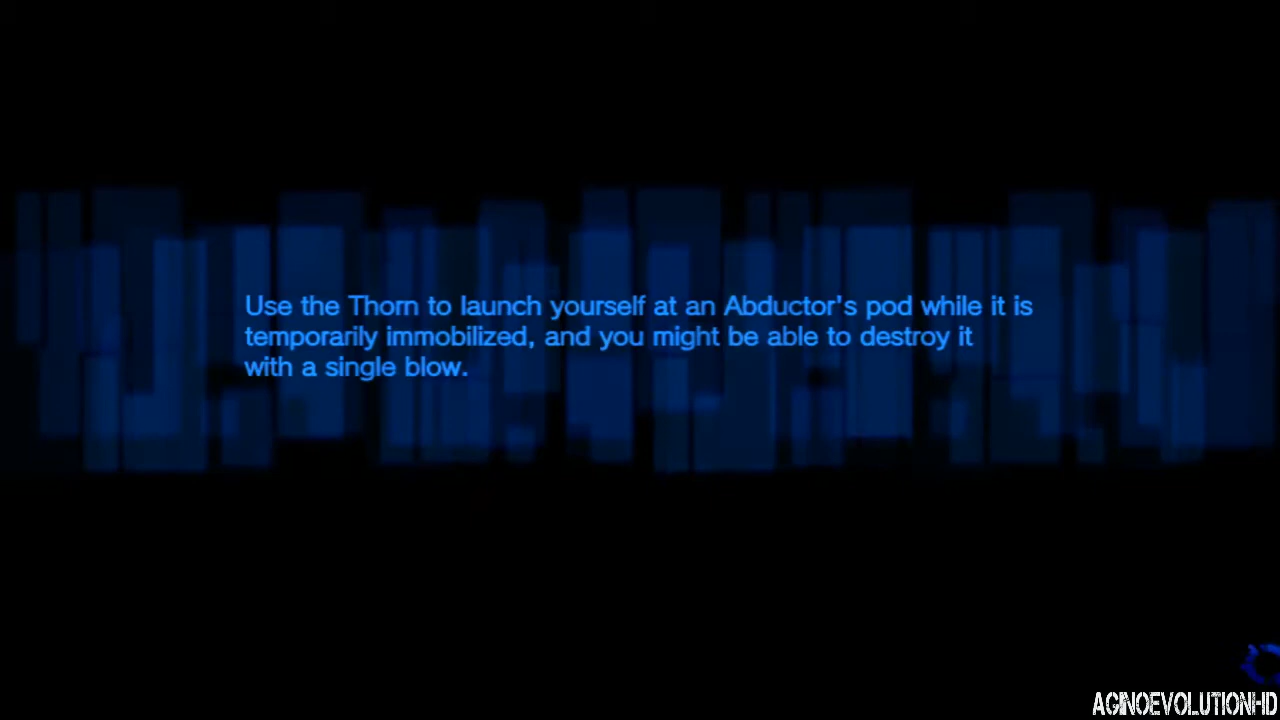 Use the Thorn to launch yourself at an Abductor's pod while it is
temporarily immobilized, and you might be able to destroy it
with a single blow.
AGINOEVOLUTIONHD